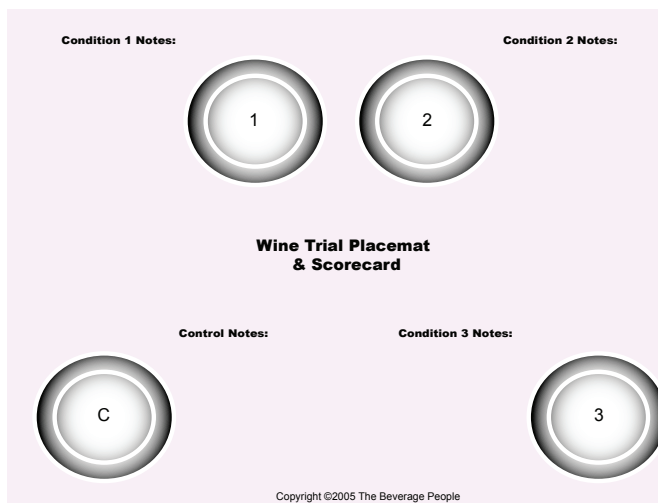 Condition 1 Notes:
Condition 2 Notes:
1
2
Wine Trial Placemat
& Scorecard
Control Notes:
Condition 3 Notes:
C
3
Copyright ©2005 The Beverage People